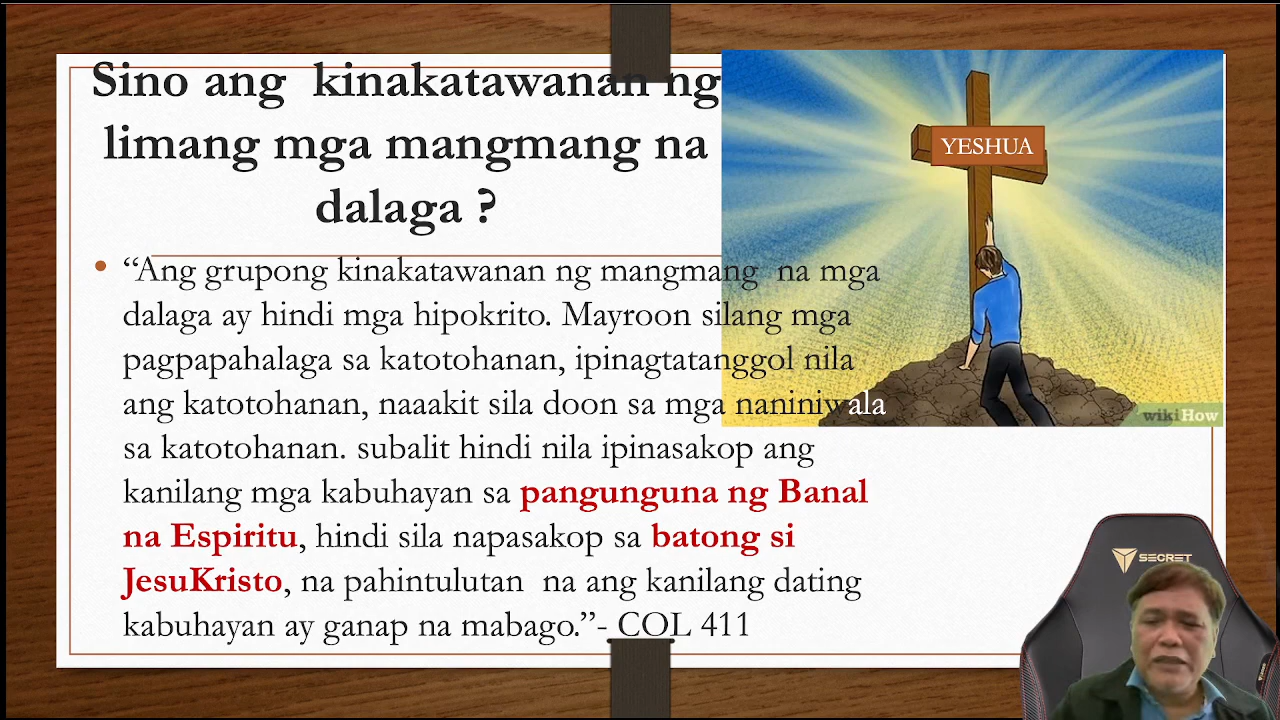 Sino ang kinakatawanan ng
limang mga mangmang na
dalaga ?
YESHUA
• “Ang grupong kinakatawanan ng mangmang na mga
dalaga ay hindi mga hipokrito. Mayroon silang mga
pagpapahalaga sa katotohanan, ipinagtatanggol nila
ang katotohanan, naaakit sila doon sa mga naniniwala
sa katotohanan. subalit hindi nila ipinasakop ang
kanilang mga kabuhayan sa pangunguna ng Banal
na Espiritu, hindi sila napasakop sa batong si
JesuKristo, na pahintulutan na ang kanilang dating
kabuhayan ay ganap na mabago.”- COL 411
wikiHow
SECRET